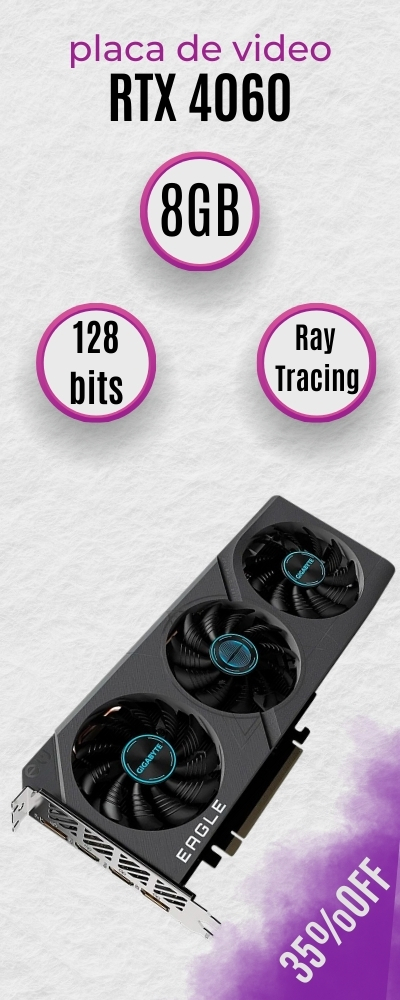 placa de video
RTX 4060
8GB
128
bits
Ray
Tracing
GIGABYTE
GIGABYTE
EAGLE
35%OFF